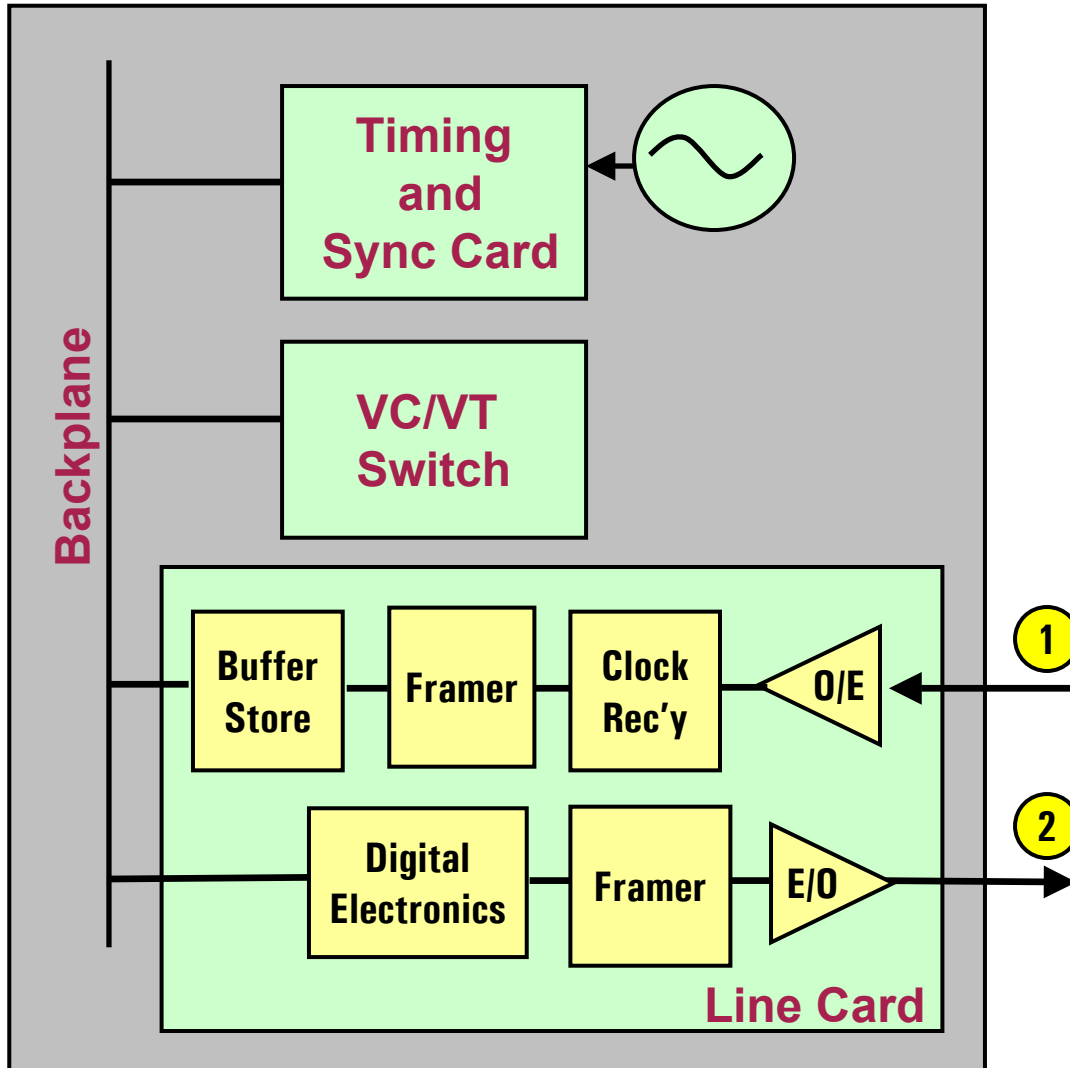 Timing
and
Sync Card
Backplane
VC/VT
Switch
Buffer
Store
Framer
Clock
Rec'y
O/E
1
Digital
Electronics
Framer
E/O
2
Line Card